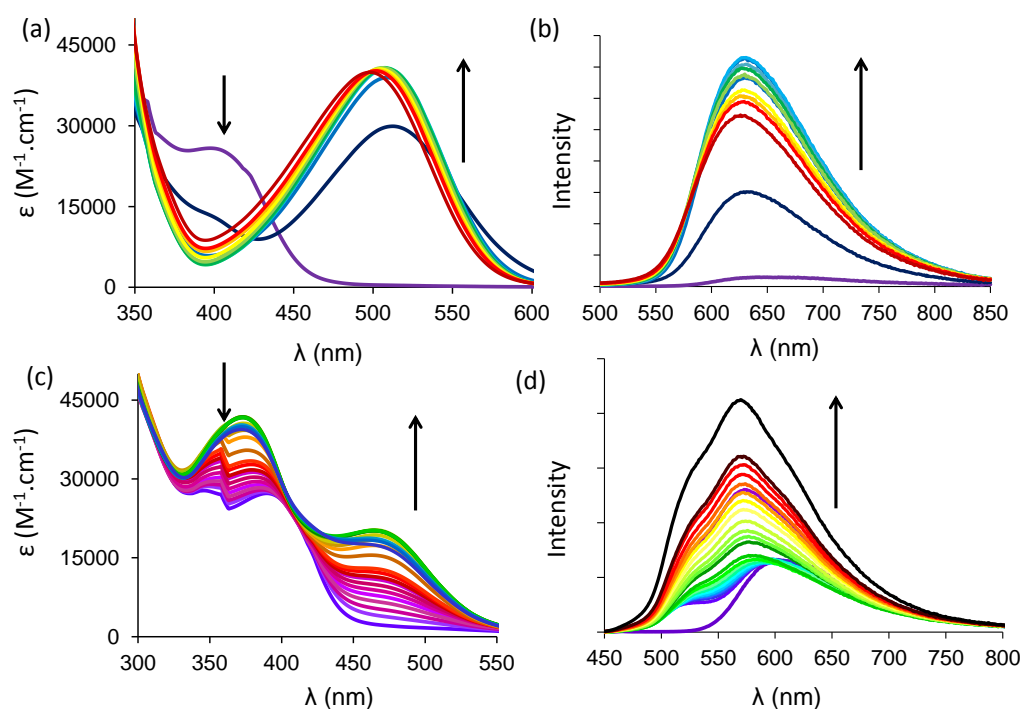 (a)
ε (M⁻¹.cm⁻¹)
45000
30000
15000
0
350 400 450 500 550 600
λ (nm)
(b)
Intensity
500 550 600 650 700 750 800 850
λ (nm)
(c)
ε (M⁻¹.cm⁻¹)
45000
30000
15000
0
300 350 400 450 500 550
λ (nm)
(d)
Intensity
450 500 550 600 650 700 750 800
λ (nm)